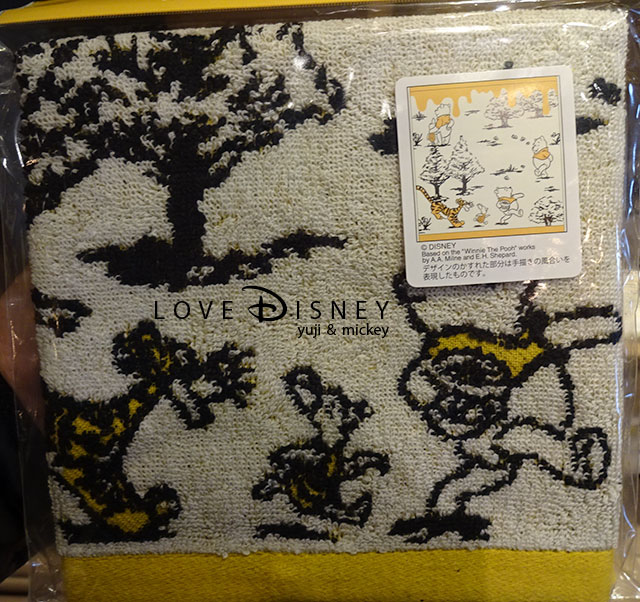 © DISNEY
Based on the "Winnie The Pooh" works
by A.A. Milne and E.H. Shepard.
デザインのかすれた部分は手描きの風合いを
表現したものです。
LOVE DISNEY
yuji & mickey